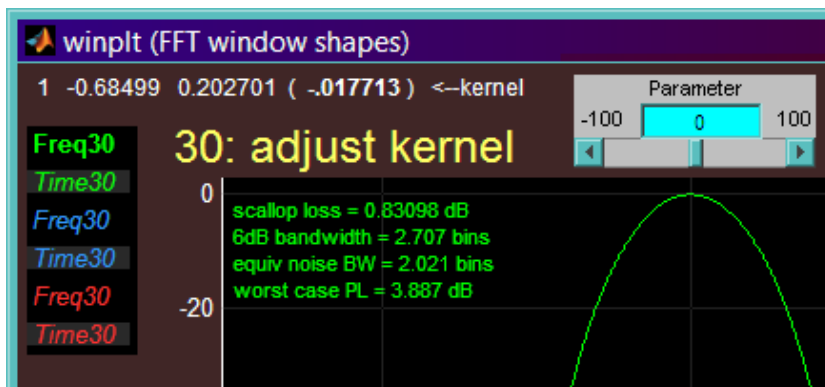 winplt (FFT window shapes)
1 -0.68499 0.202701 ( -.017713 ) <--kernel
Parameter
-100 0 100
30: adjust kernel
Freq30
Time30
Freq30
Time30
Freq30
Time30
0
scallop loss = 0.83098 dB
6dB bandwidth = 2.707 bins
equiv noise BW = 2.021 bins
worst case PL = 3.887 dB
-20